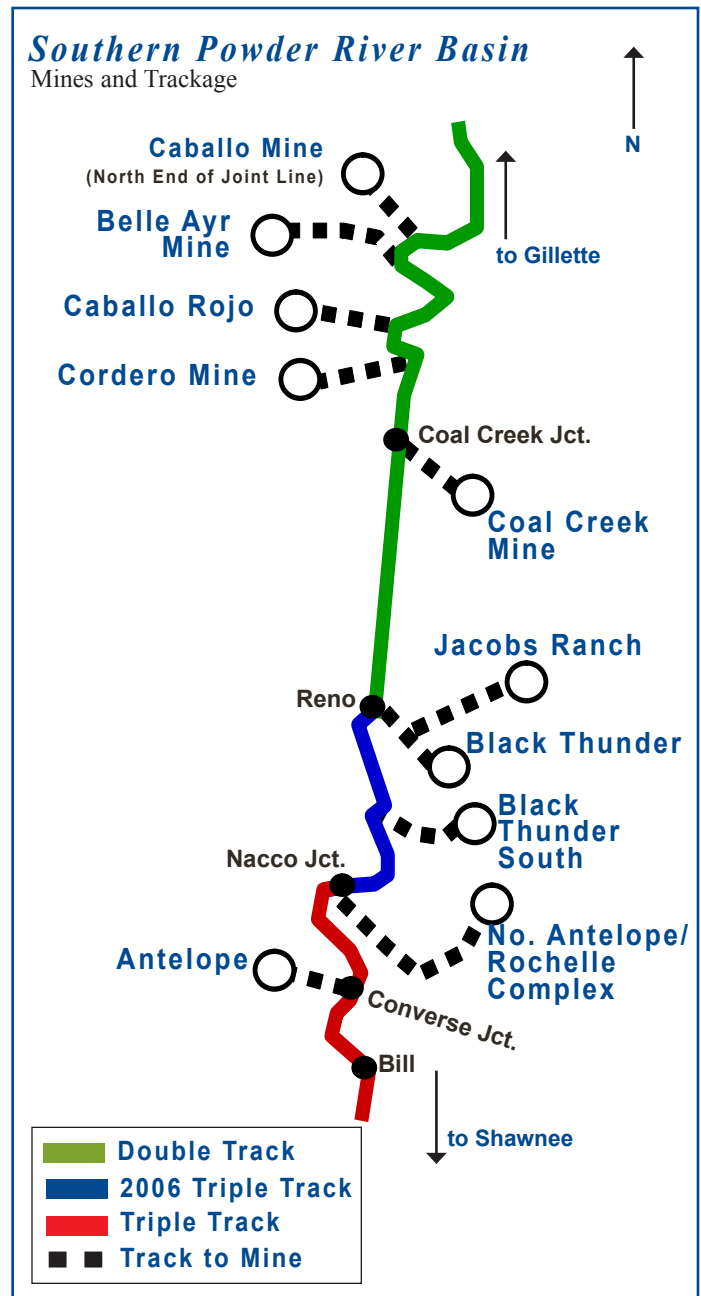 Southern Powder River Basin
Mines and Trackage
N
Caballo Mine
(North End of Joint Line)
Belle Ayr
Mine
to Gillette
Caballo Rojo
Cordero Mine
Coal Creek Jct.
Coal Creek
Mine
Jacobs Ranch
Reno
Black Thunder
Black
Thunder
South
Nacco Jct.
No. Antelope/
Rochelle
Complex
Antelope
Converse Jct.
Bill
to Shawnee
Double Track
2006 Triple Track
Triple Track
Track to Mine